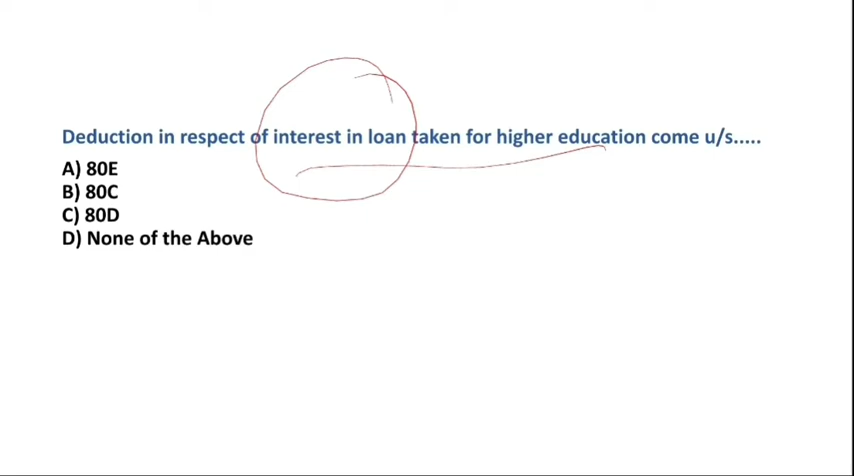 Deduction in respect of interest in loan taken for higher education come u/s.....
A) 80E
B) 80C
C) 80D
D) None of the Above